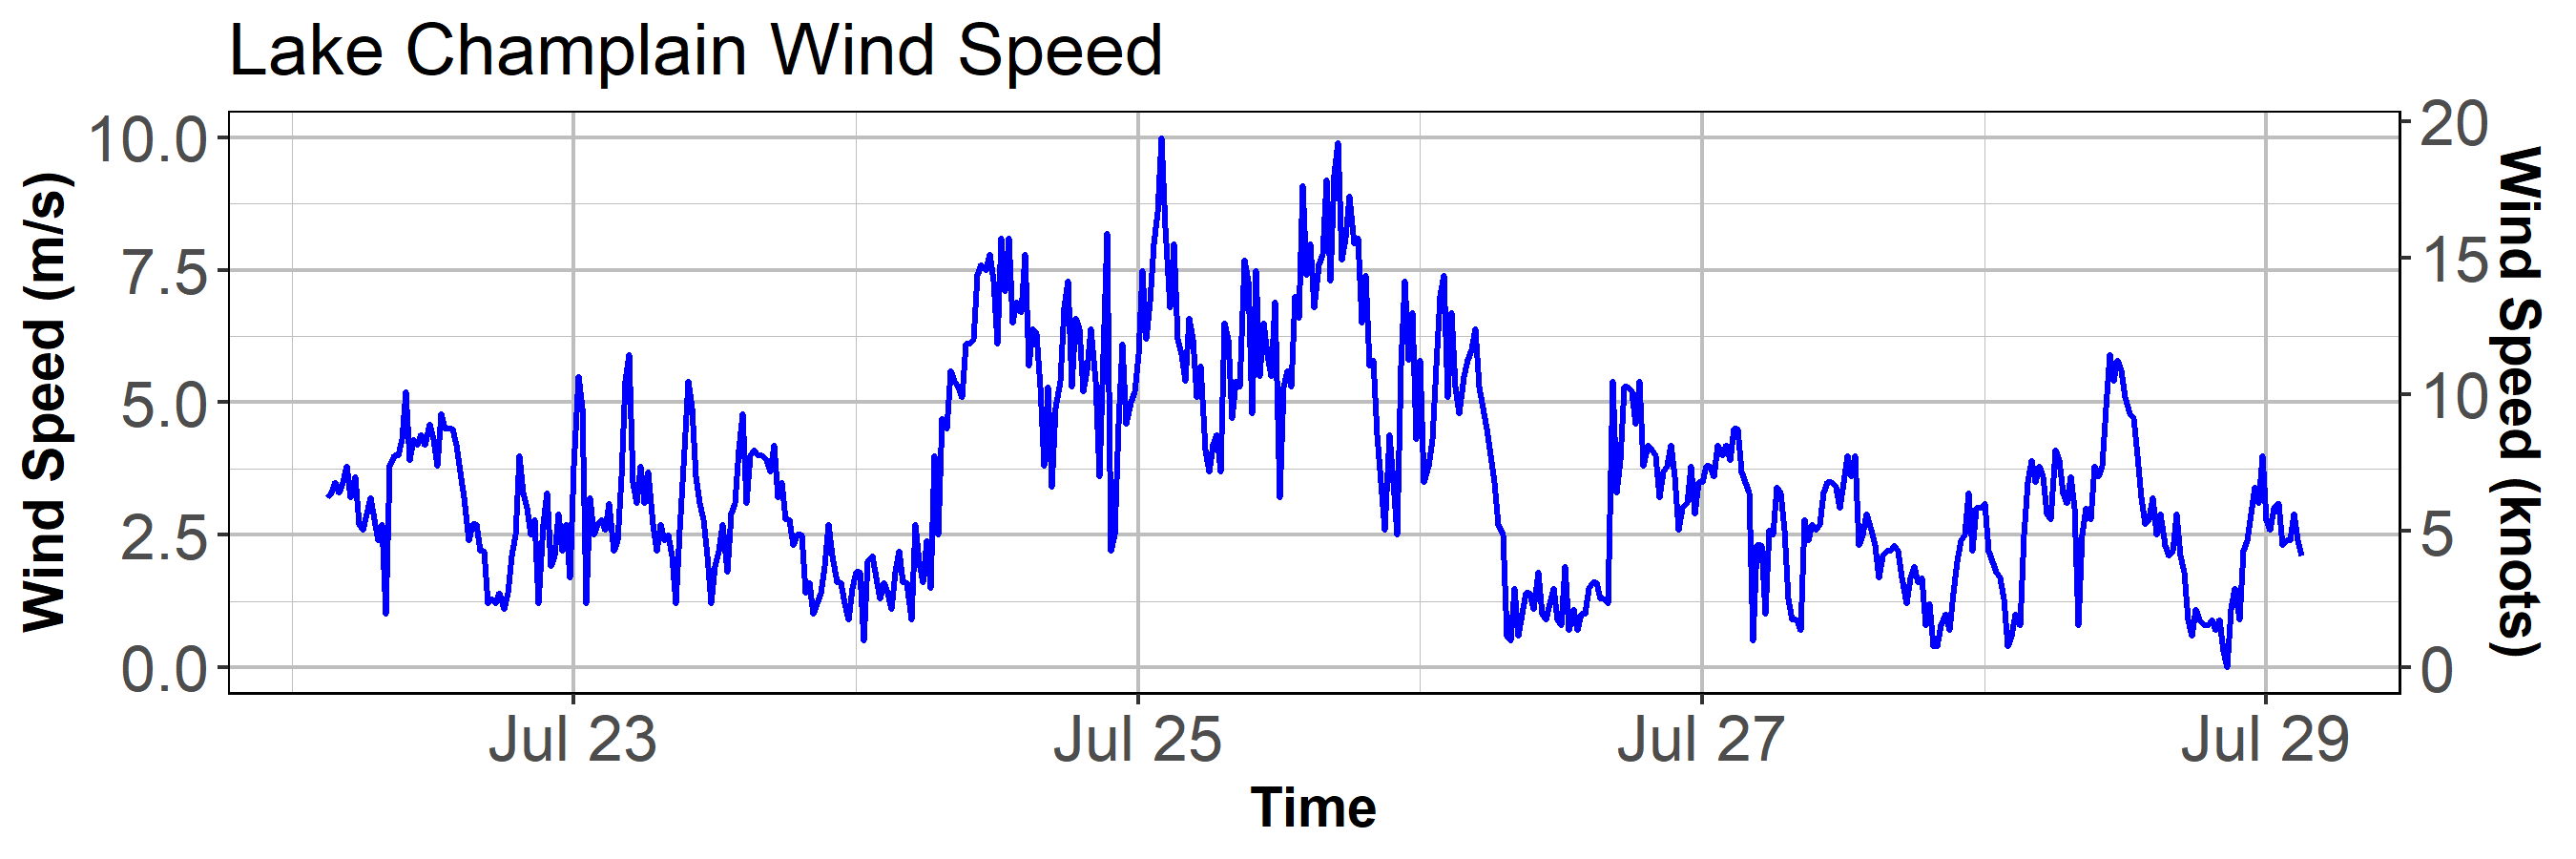 Lake Champlain Wind Speed
Wind Speed (m/s)
10.0
7.5
5.0
2.5
0.0
20
15
10
5
0
Wind Speed (knots)
Jul 23
Jul 25
Jul 27
Jul 29
Time